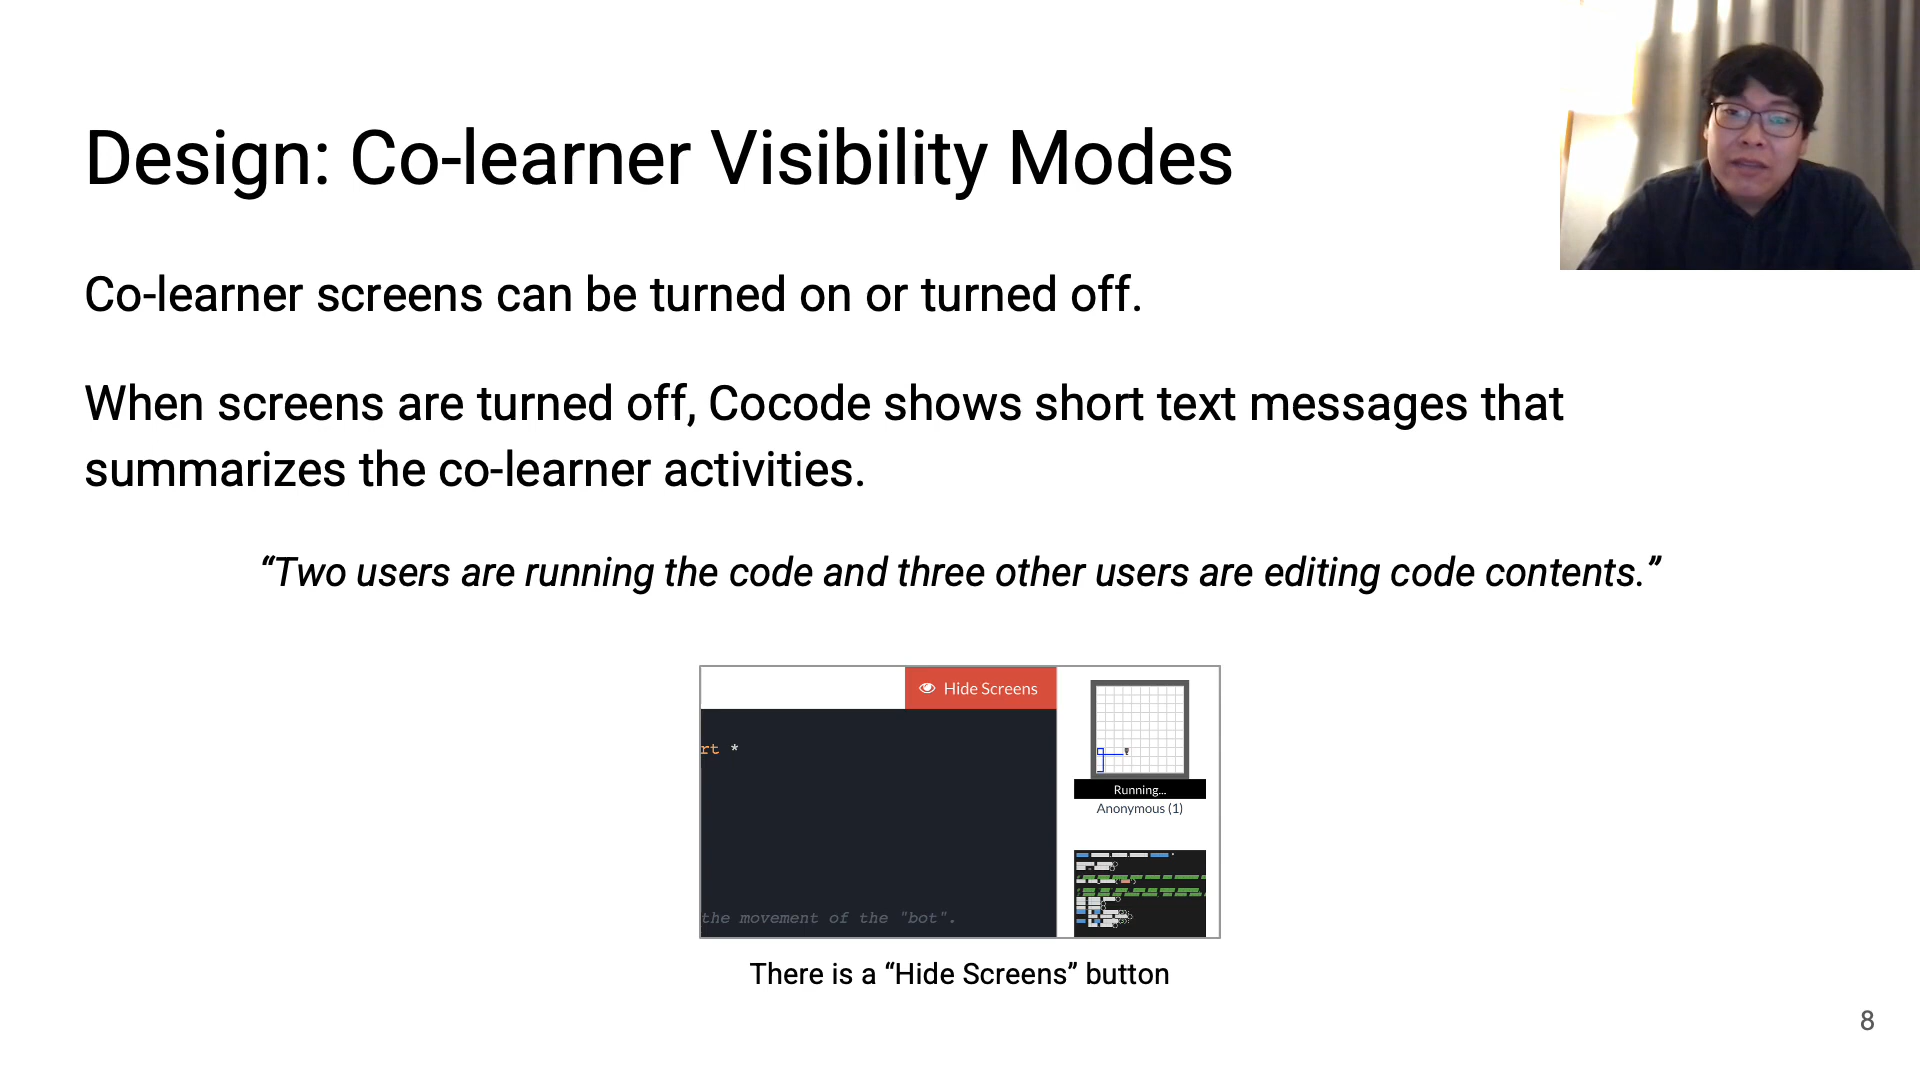 Design: Co-learner Visibility Modes
Co-learner screens can be turned on or turned off.
When screens are turned off, Cocode shows short text messages that
summarizes the co-learner activities.
“Two users are running the code and three other users are editing code contents.”
Hide Screens
rt *
the movement of the "bot".
Running...
Anonymous (1)
There is a “Hide Screens” button
8